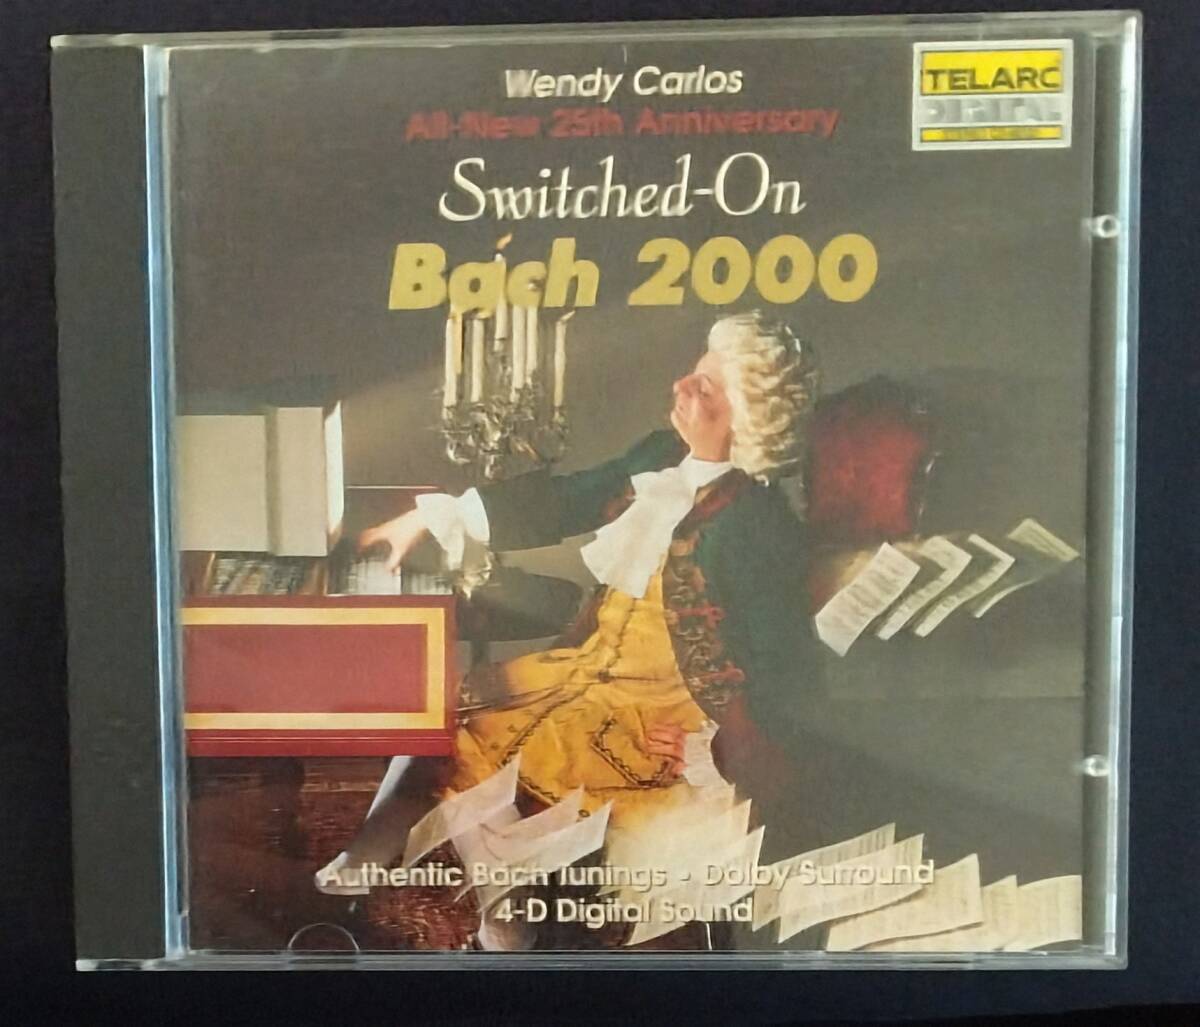 Wendy Carlos
All-New 25th Anniversary
Switched-On
Bach 2000
TELARC
DIGITAL
Authentic Bach Tunings • Dolby Surround
4-D Digital Sound